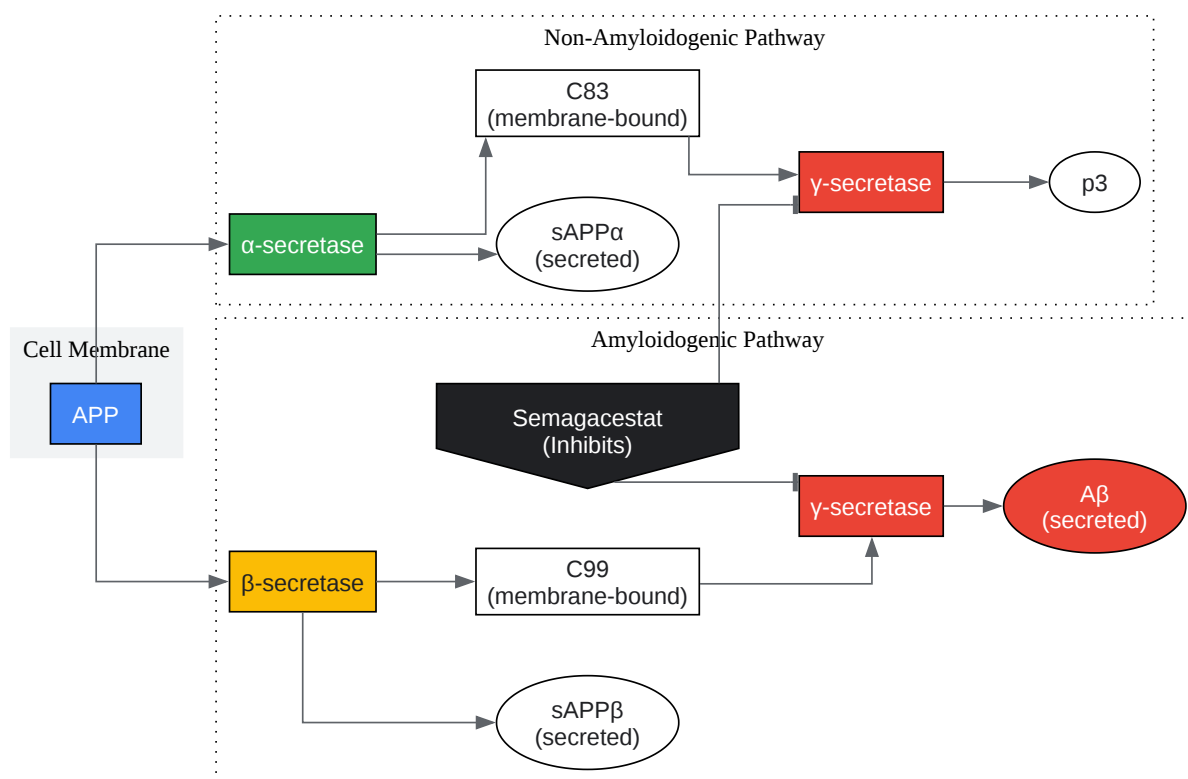 Non-Amyloidogenic Pathway
C83
(membrane-bound)
γ-secretase
p3
sAPPα
(secreted)
α-secretase
Cell Membrane
APP
Amyloidogenic Pathway
Semagacestat
(Inhibits)
γ-secretase
Aβ
(secreted)
β-secretase
C99
(membrane-bound)
sAPPβ
(secreted)